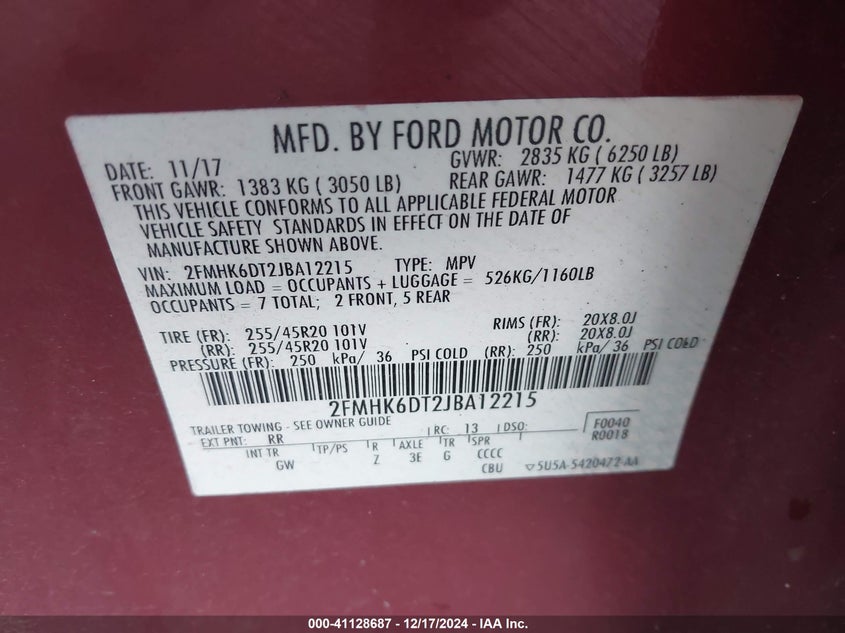 MFD. BY FORD MOTOR CO.
DATE: 11/17 GVWR: 2835 KG ( 6250 LB)
FRONT GAWR: 1383 KG ( 3050 LB) REAR GAWR: 1477 KG ( 3257 LB)
THIS VEHICLE CONFORMS TO ALL APPLICABLE FEDERAL MOTOR
VEHICLE SAFETY STANDARDS IN EFFECT ON THE DATE OF
MANUFACTURE SHOWN ABOVE.
VIN: 2FMHK6DT2JBA12215 TYPE: MPV
MAXIMUM LOAD = OCCUPANTS + LUGGAGE = 526KG/1160LB
OCCUPANTS = 7 TOTAL; 2 FRONT, 5 REAR
TIRE (FR): 255/45R20 101V RIMS (FR): 20X8.0J
(RR): 255/45R20 101V (RR): 20X8.0J
PRESSURE (FR): 250 kPa/ 36 PSI COLD (RR): 250 kPa/ 36 PSI COLD
2FMHK6DT2JBA12215
TRAILER TOWING - SEE OWNER GUIDE
EXT PNT: RR RC: 13 DSO: F0040
R0018
INT TR TP/PS R AXLE TR SPR
GW Z 3E G CCCC
CBU ▽5U5A-5420472-AA
000-41128687 - 12/17/2024 - IAA Inc.